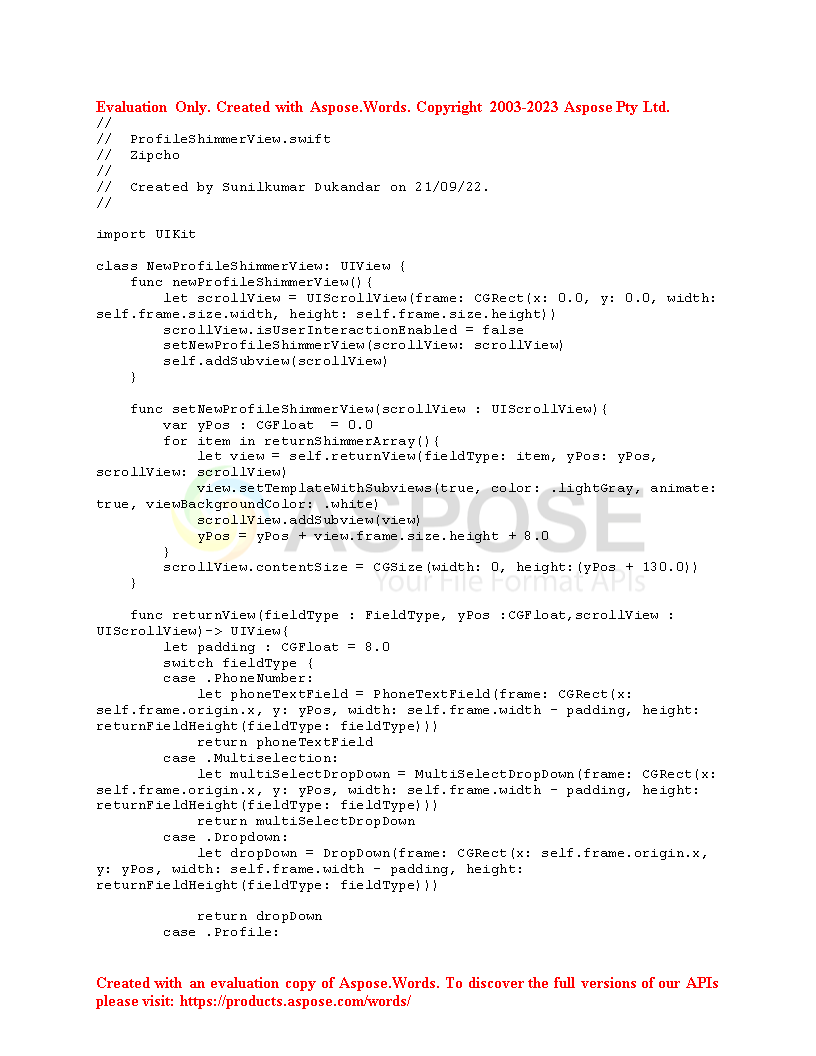 Evaluation Only. Created with Aspose.Words. Copyright 2003-2023 Aspose Pty Ltd.
//
//  ProfileShimmerView.swift
//  Zipcho
//
//  Created by Sunilkumar Dukandar on 21/09/22.
//
import UIKit
class NewProfileShimmerView: UIView {
    func newProfileShimmerView(){
        let scrollView = UIScrollView(frame: CGRect(x: 0.0, y: 0.0, width:
self.frame.size.width, height: self.frame.size.height))
        scrollView.isUserInteractionEnabled = false
        setNewProfileShimmerView(scrollView: scrollView)
        self.addSubview(scrollView)
    }
    func setNewProfileShimmerView(scrollView : UIScrollView){
        var yPos : CGFloat  = 0.0
        for item in returnShimmerArray(){
            let view = self.returnView(fieldType: item, yPos: yPos,
scrollView: scrollView)
            view.setTemplateWithSubviews(true, color: .lightGray, animate:
true, viewBackgroundColor: .white)
            scrollView.addSubview(view)
            yPos = yPos + view.frame.size.height + 8.0
        }
        scrollView.contentSize = CGSize(width: 0, height:(yPos + 130.0))
    }
ASPOSE
Your File Format APIs
    func returnView(fieldType : FieldType, yPos :CGFloat,scrollView :
UIScrollView)-> UIView{
        let padding : CGFloat = 8.0
        switch fieldType {
        case .PhoneNumber:
            let phoneTextField = PhoneTextField(frame: CGRect(x:
self.frame.origin.x, y: yPos, width: self.frame.width - padding, height:
returnFieldHeight(fieldType: fieldType)))
            return phoneTextField
        case .Multiselection:
            let multiSelectDropDown = MultiSelectDropDown(frame: CGRect(x:
self.frame.origin.x, y: yPos, width: self.frame.width - padding, height:
returnFieldHeight(fieldType: fieldType)))
            return multiSelectDropDown
        case .Dropdown:
            let dropDown = DropDown(frame: CGRect(x: self.frame.origin.x,
y: yPos, width: self.frame.width - padding, height:
returnFieldHeight(fieldType: fieldType)))
            return dropDown
        case .Profile:
Created with an evaluation copy of Aspose.Words. To discover the full versions of our APIs
please visit: https://products.aspose.com/words/